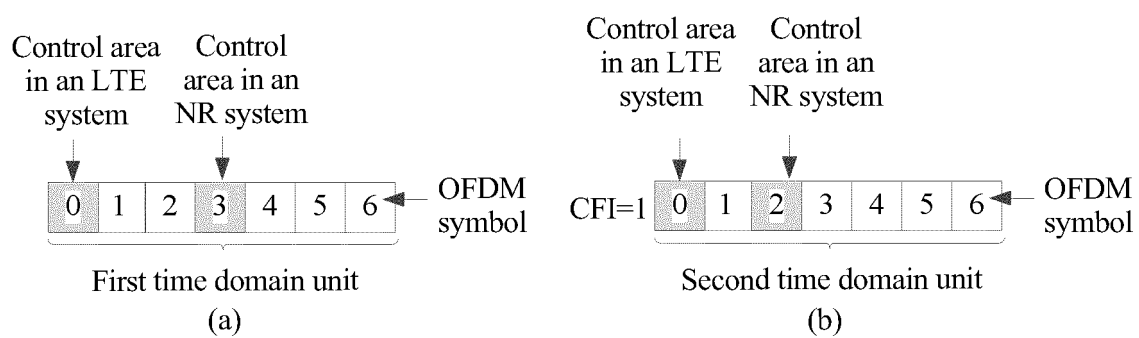 Control area
in an LTE
system
Control
area in an
NR system
0 1 2 3 4 5 6
OFDM
symbol
First time domain unit
(a)
Control area
in an LTE
system
Control
area in an
NR system
CFI=1 0 1 2 3 4 5 6
OFDM
symbol
Second time domain unit
(b)